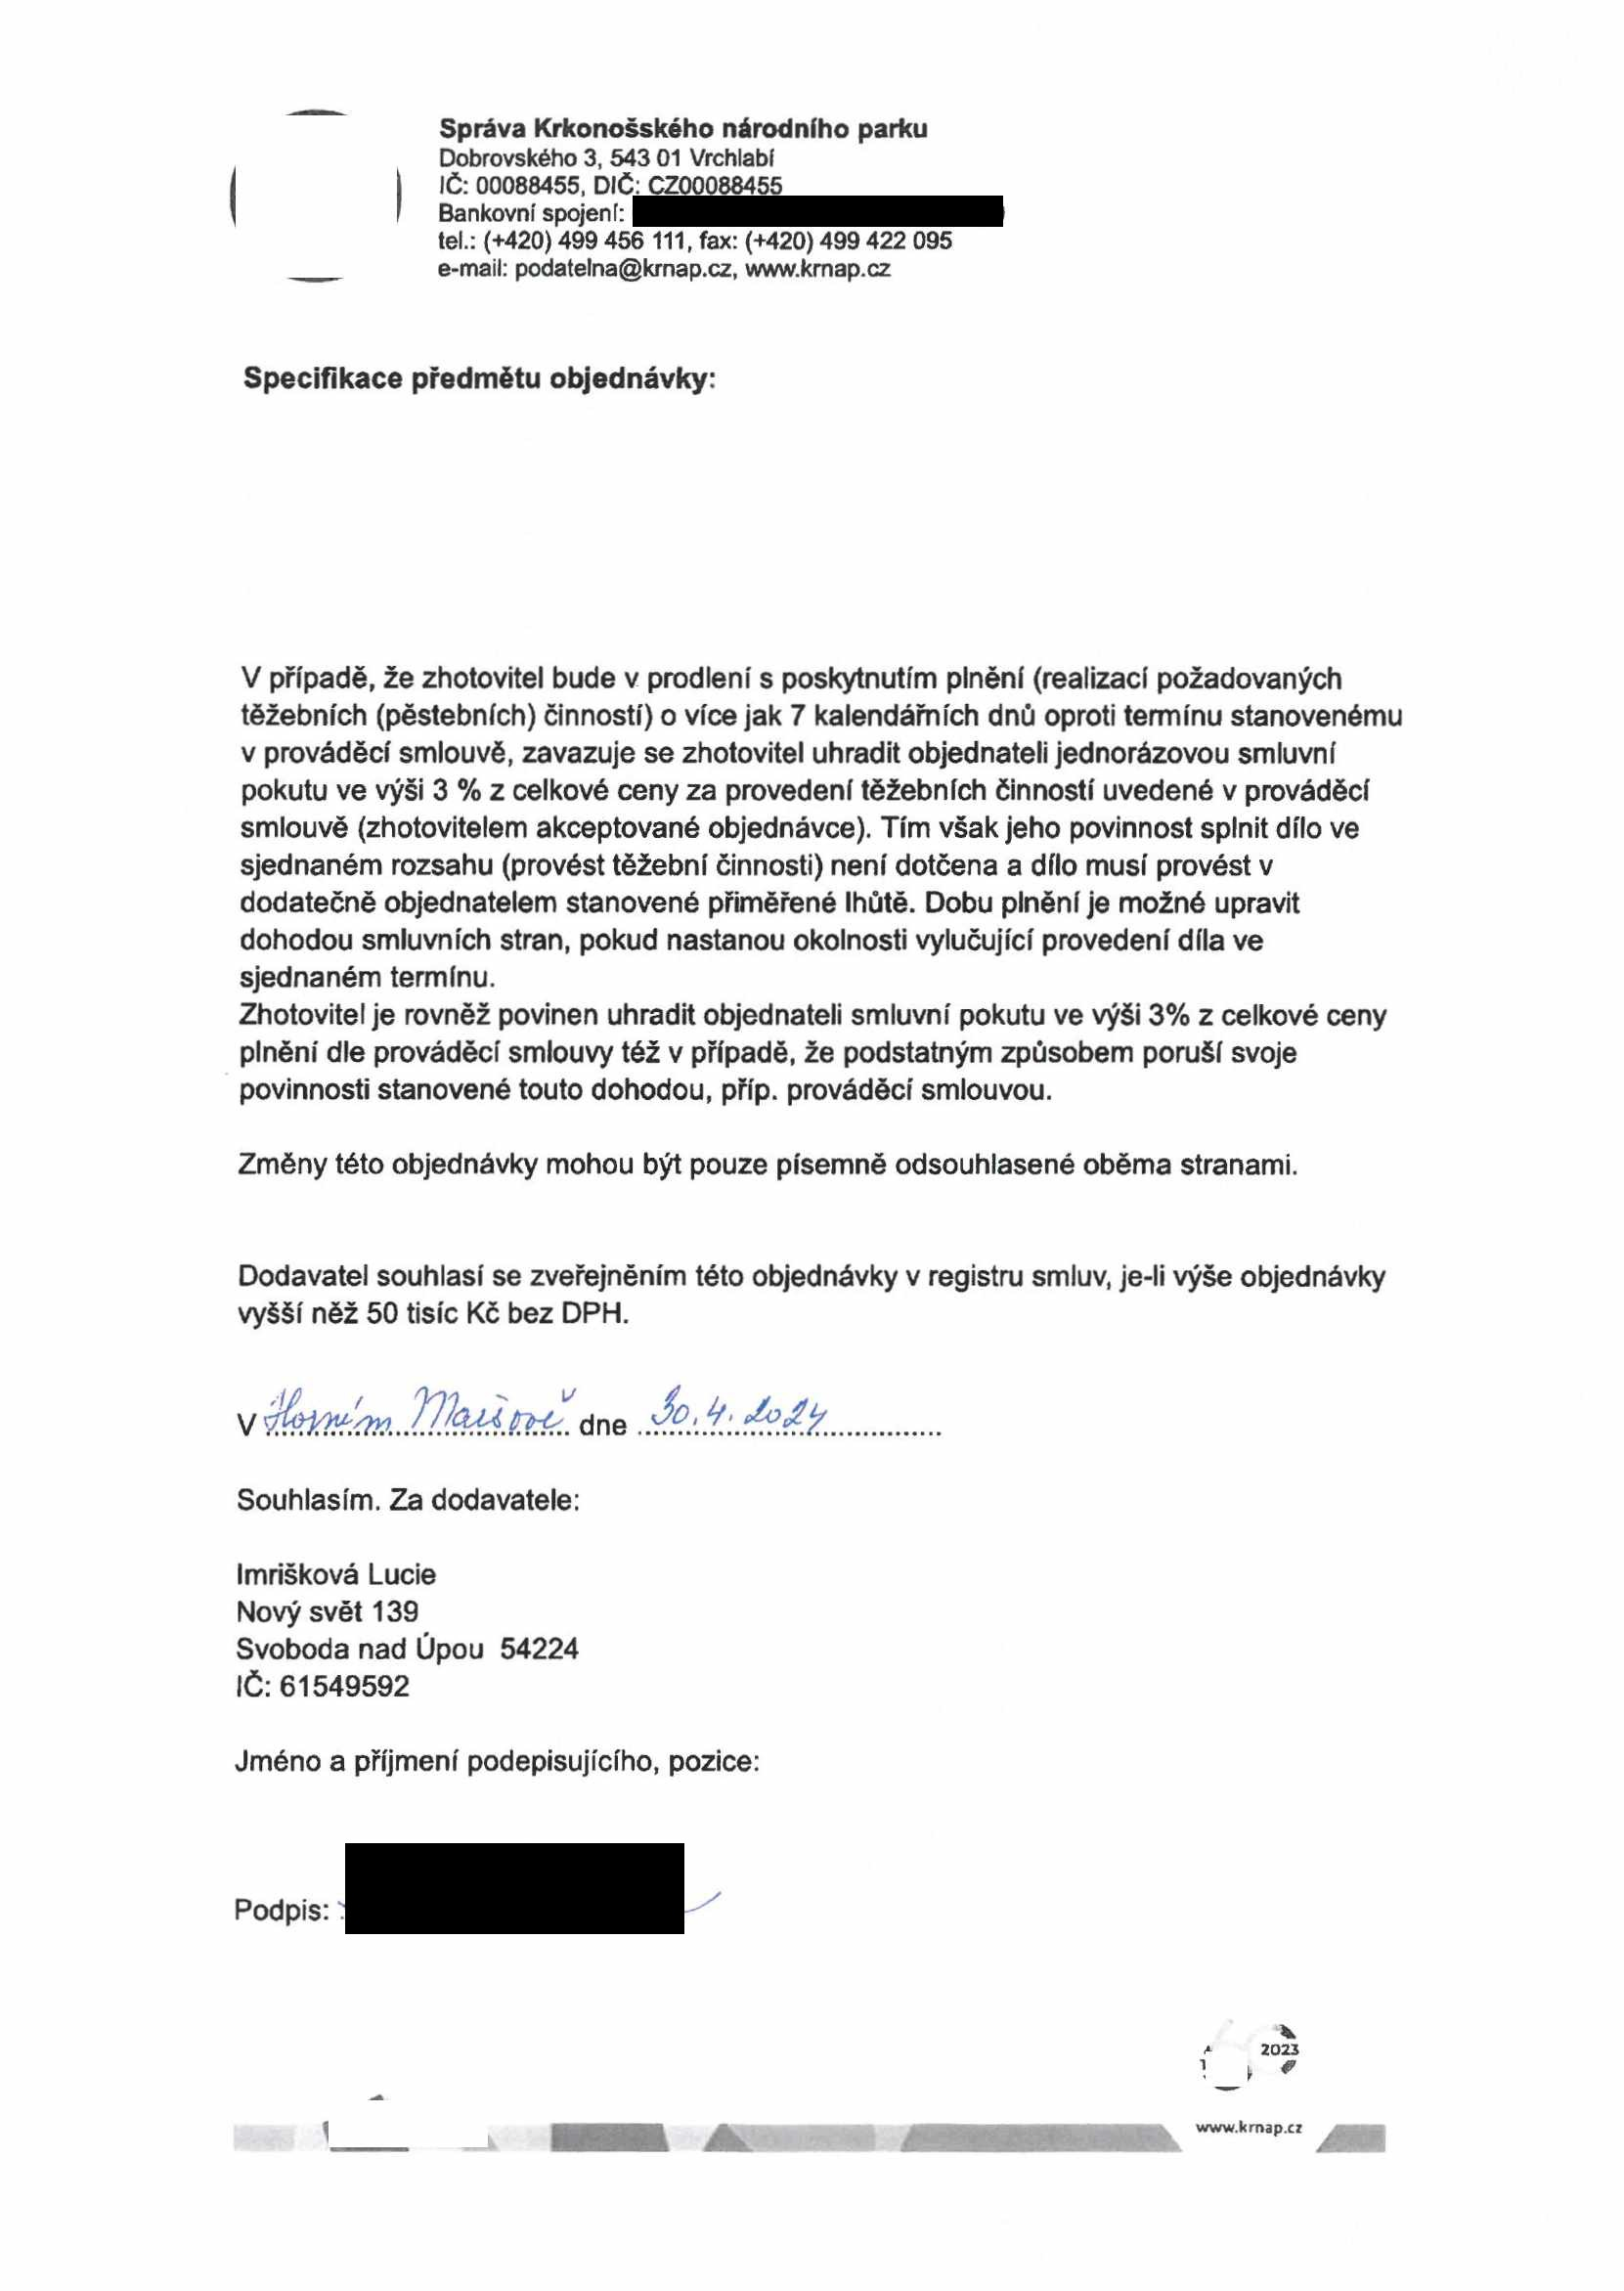 Správa Krkonošského národního parku
Dobrovského 3, 543 01 Vrchlabí
IČ: 00088455, DIČ: CZ00088455
Bankovní spojení:
tel.: (+420) 499 456 111, fax: (+420) 499 422 095
e-mail: podatelna@krnap.cz, www.krnap.cz
Specifikace předmětu objednávky:
V případě, že zhotovitel bude v prodlení s poskytnutím plnění (realizací požadovaných
těžebních (pěstebních) činností) o více jak 7 kalendářních dnů oproti termínu stanovenému
v prováděcí smlouvě, zavazuje se zhotovitel uhradit objednateli jednorázovou smluvní
pokutu ve výši 3 % z celkové ceny za provedení těžebních činností uvedené v prováděcí
smlouvě (zhotovitelem akceptované objednávce). Tím však jeho povinnost splnit dílo ve
sjednaném rozsahu (provést těžební činnosti) není dotčena a dílo musí provést v
dodatečně objednatelem stanovené přiměřené lhůtě. Dobu plnění je možné upravit
dohodou smluvních stran, pokud nastanou okolnosti vylučující provedení díla ve
sjednaném termínu.
Zhotovitel je rovněž povinen uhradit objednateli smluvní pokutu ve výši 3% z celkové ceny
plnění dle prováděcí smlouvy též v případě, že podstatným způsobem poruší svoje
povinnosti stanovené touto dohodou, příp. prováděcí smlouvou.
Změny této objednávky mohou být pouze písemně odsouhlasené oběma stranami.
Dodavatel souhlasí se zveřejněním této objednávky v registru smluv, je-li výše objednávky
vyšší něž 50 tisíc Kč bez DPH.
V Horním Maršově dne 30.4.2024
Souhlasím. Za dodavatele:
Imrišková Lucie
Nový svět 139
Svoboda nad Úpou 54224
IČ: 61549592
Jméno a příjmení podepisujícího, pozice:
Podpis:
2023
www.krnap.cz